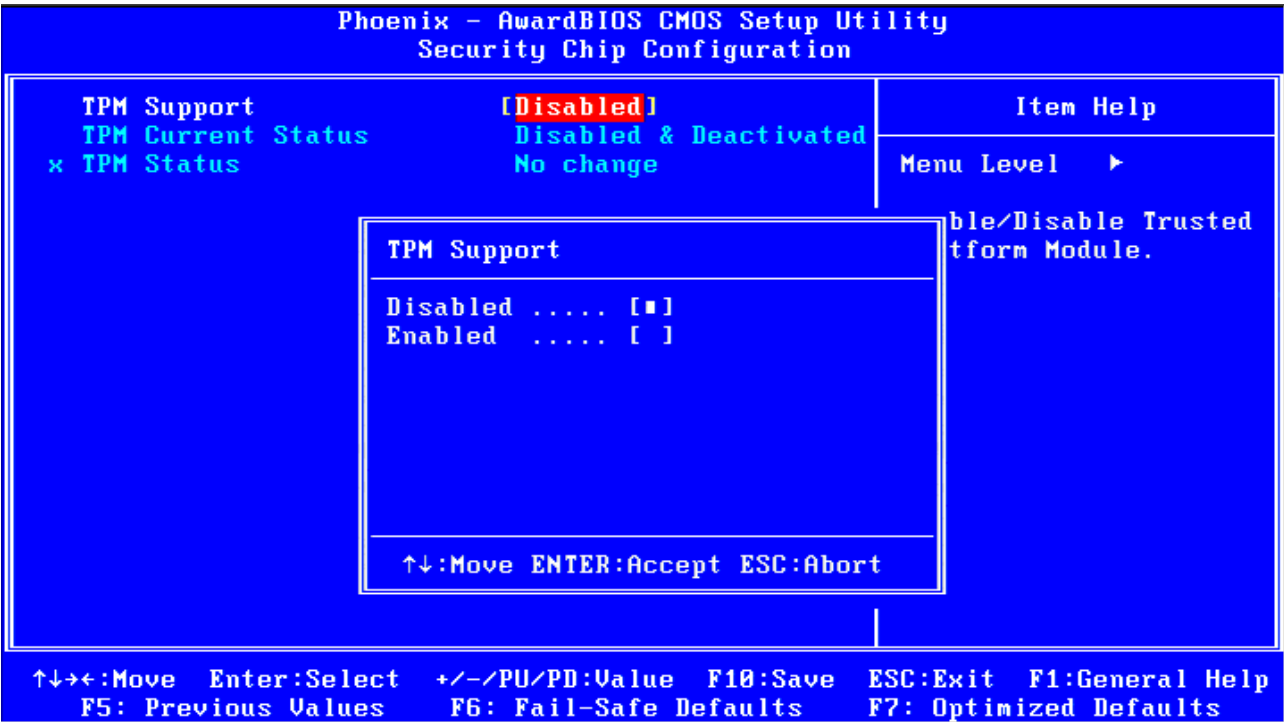 Phoenix - AwardBIOS CMOS Setup Utility
Security Chip Configuration
TPM Support [Disabled]
TPM Current Status Disabled & Deactivated
x TPM Status No change
Item Help
Menu Level ►
ble/Disable Trusted
tform Module.
TPM Support
Disabled ..... [■]
Enabled ..... [ ]
↑↓:Move ENTER:Accept ESC:Abort
↑↓→←:Move Enter:Select +/-/PU/PD:Value F10:Save ESC:Exit F1:General Help
F5: Previous Values F6: Fail-Safe Defaults F7: Optimized Defaults